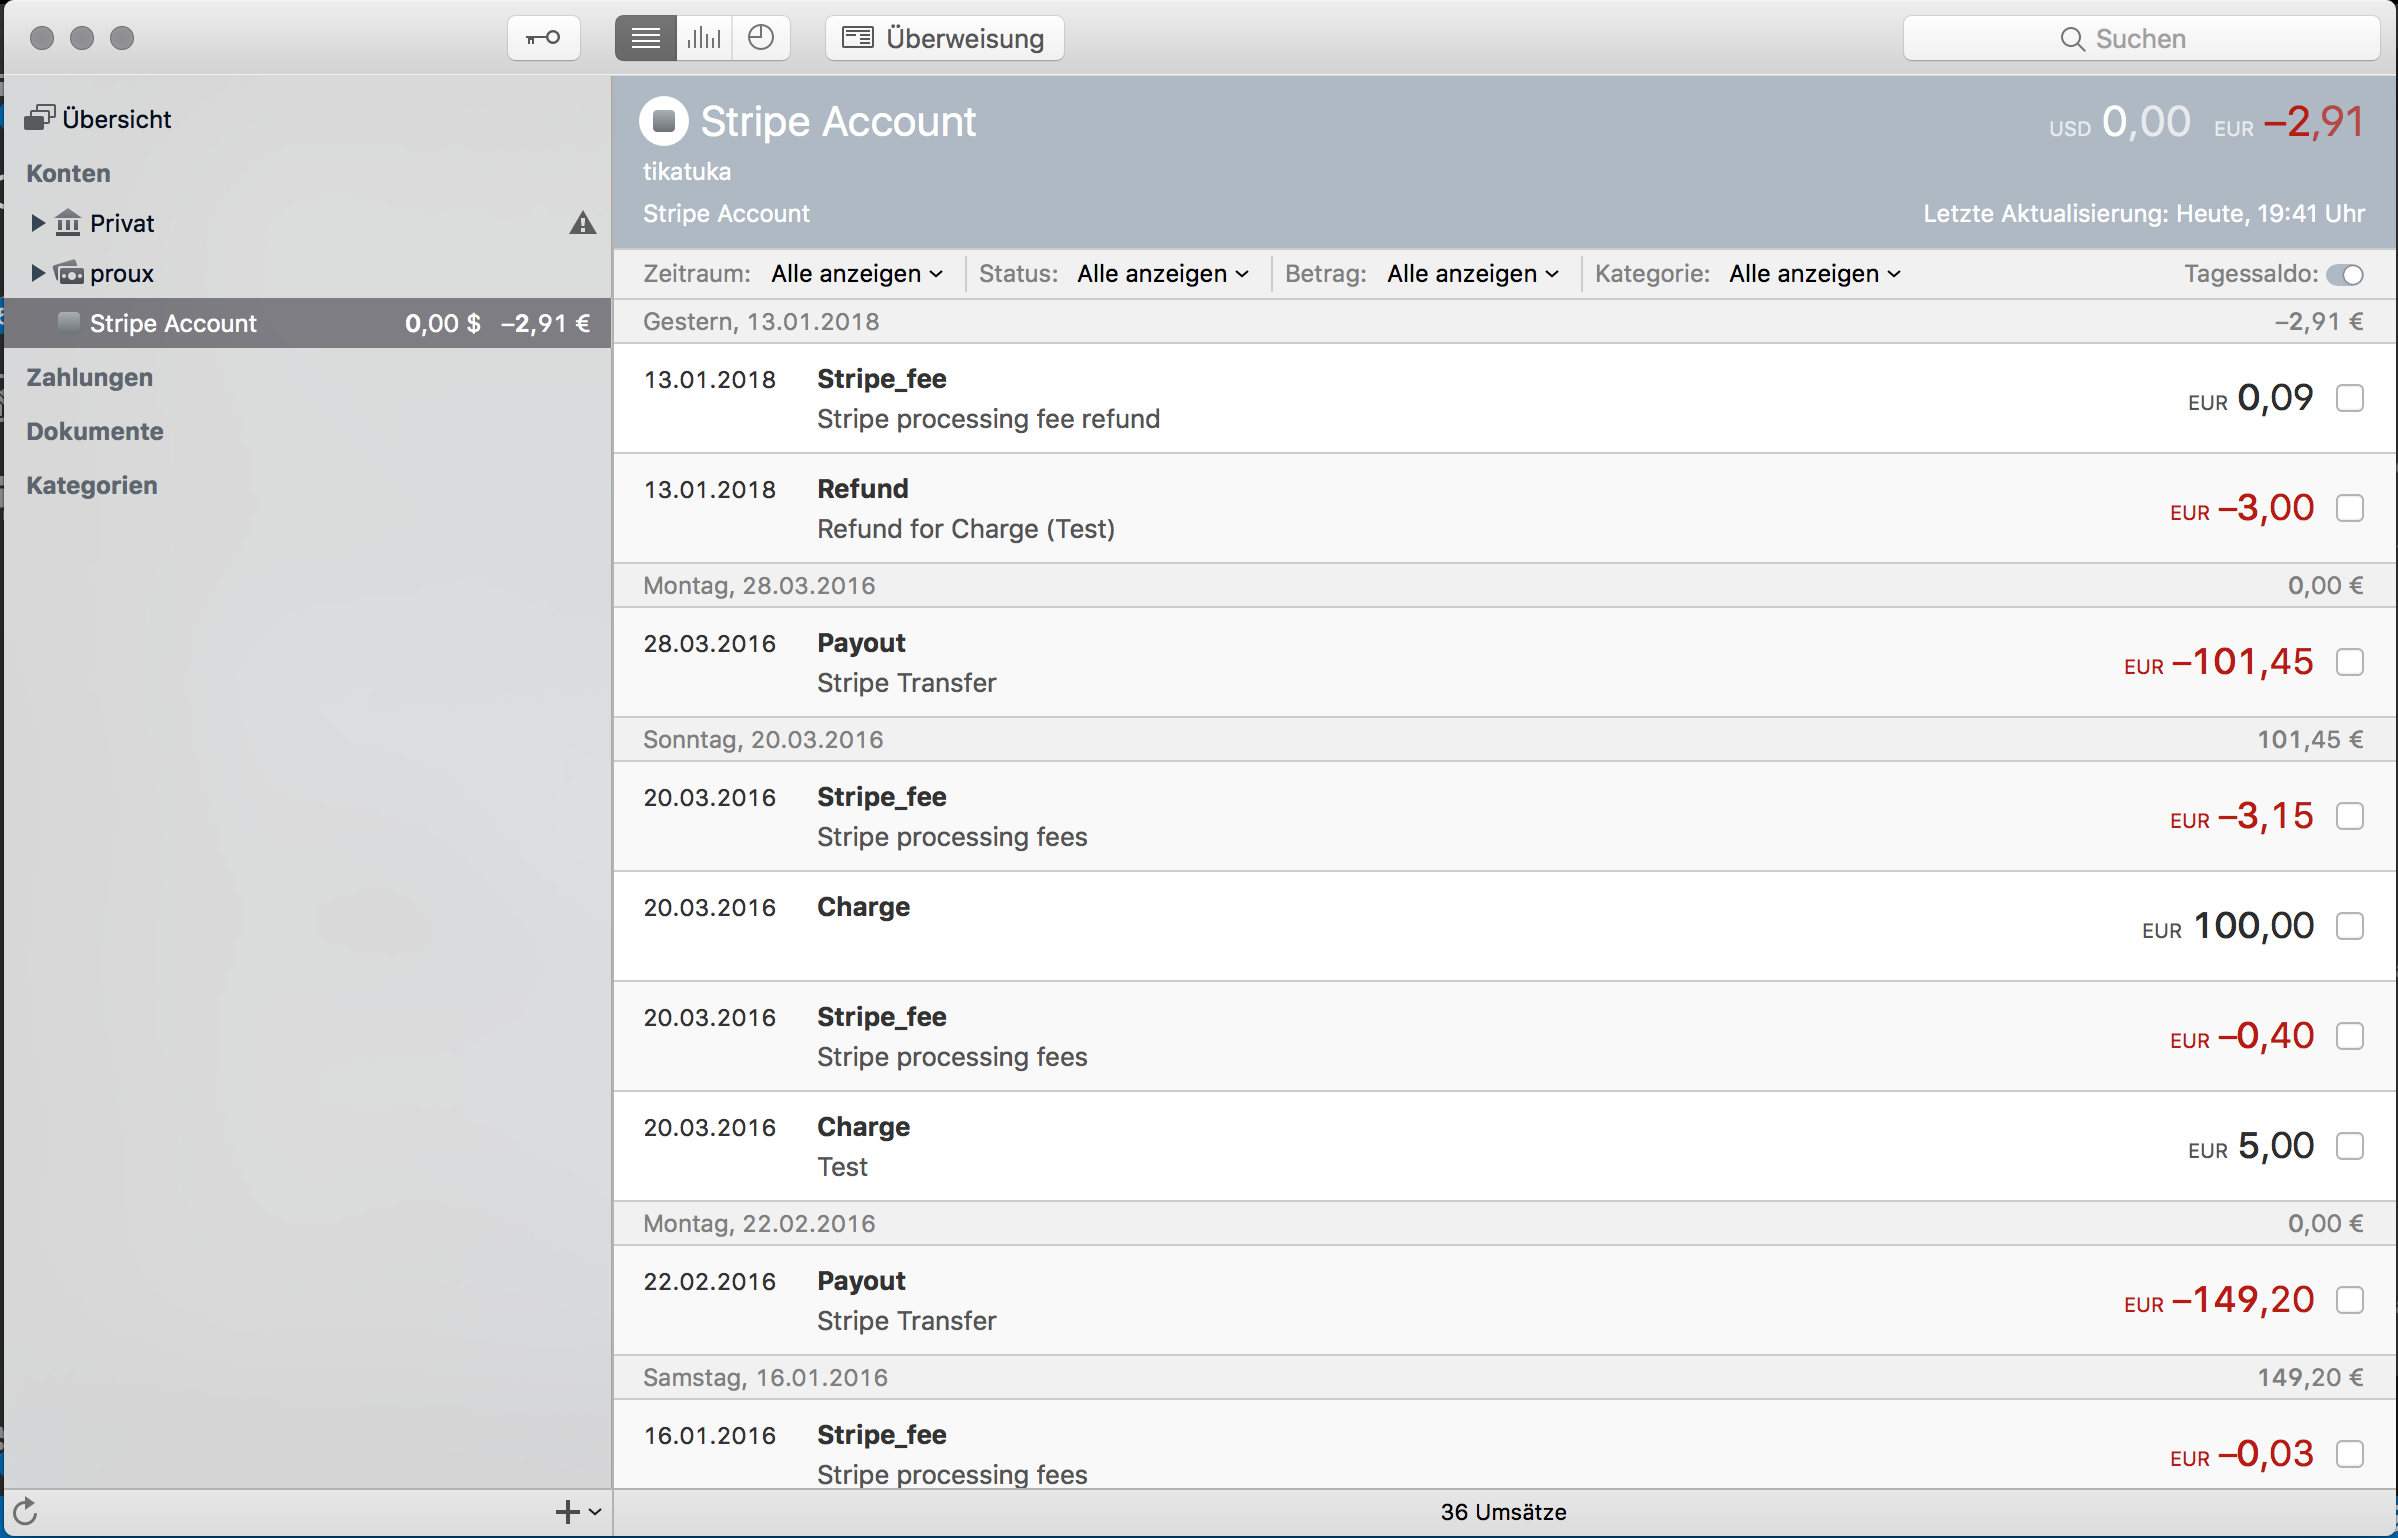 Überweisung
Suchen
Übersicht
Konten
Privat
proux
Stripe Account 0,00 $ –2,91 €
Zahlungen
Dokumente
Kategorien
Stripe Account
USD 0,00 EUR –2,91
tikatuka
Stripe Account
Letzte Aktualisierung: Heute, 19:41 Uhr
Zeitraum: Alle anzeigen Status: Alle anzeigen Betrag: Alle anzeigen Kategorie: Alle anzeigen Tagessaldo:
Gestern, 13.01.2018 –2,91 €
13.01.2018 Stripe_fee EUR 0,09
Stripe processing fee refund
13.01.2018 Refund EUR –3,00
Refund for Charge (Test)
Montag, 28.03.2016 0,00 €
28.03.2016 Payout EUR –101,45
Stripe Transfer
Sonntag, 20.03.2016 101,45 €
20.03.2016 Stripe_fee EUR –3,15
Stripe processing fees
20.03.2016 Charge EUR 100,00
20.03.2016 Stripe_fee EUR –0,40
Stripe processing fees
20.03.2016 Charge EUR 5,00
Test
Montag, 22.02.2016 0,00 €
22.02.2016 Payout EUR –149,20
Stripe Transfer
Samstag, 16.01.2016 149,20 €
16.01.2016 Stripe_fee EUR –0,03
Stripe processing fees
36 Umsätze